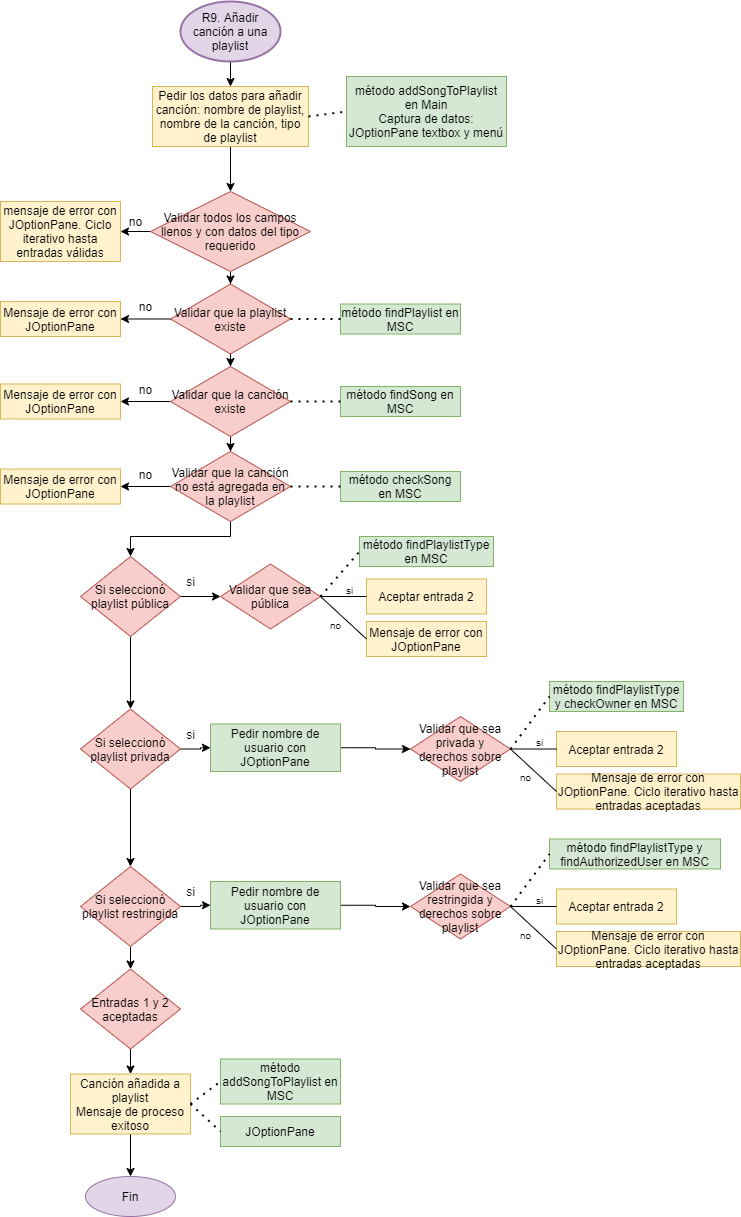 R9. Añadir
canción a una
playlist
Pedir los datos para añadir
canción: nombre de playlist,
nombre de la canción, tipo
de playlist
método addSongToPlaylist
en Main
Captura de datos:
JOptionPane textbox y menú
Validar todos los campos
llenos y con datos del tipo
requerido
no
mensaje de error con
JOptionPane. Ciclo
iterativo hasta
entradas válidas
Validar que la playlist
existe
no
Mensaje de error con
JOptionPane
método findPlaylist en
MSC
Validar que la canción
existe
no
Mensaje de error con
JOptionPane
método findSong en
MSC
Validar que la canción
no está agregada en
la playlist
no
Mensaje de error con
JOptionPane
método checkSong
en MSC
Si seleccionó
playlist pública
si
Validar que sea
pública
método findPlaylistType
en MSC
si
Aceptar entrada 2
no
Mensaje de error con
JOptionPane
Si seleccionó
playlist privada
si
Pedir nombre de
usuario con
JOptionPane
Validar que sea
privada y
derechos sobre
playlist
método findPlaylistType
y checkOwner en MSC
si
Aceptar entrada 2
no
Mensaje de error con
JOptionPane. Ciclo iterativo hasta
entradas aceptadas
Si seleccionó
playlist restringida
si
Pedir nombre de
usuario con
JOptionPane
Validar que sea
restringida y
derechos sobre
playlist
método findPlaylistType y
findAuthorizedUser en MSC
si
Aceptar entrada 2
no
Mensaje de error con
JOptionPane. Ciclo iterativo hasta
entradas aceptadas
Entradas 1 y 2
aceptadas
Canción añadida a
playlist
Mensaje de proceso
exitoso
método
addSongToPlaylist en
MSC
JOptionPane
Fin